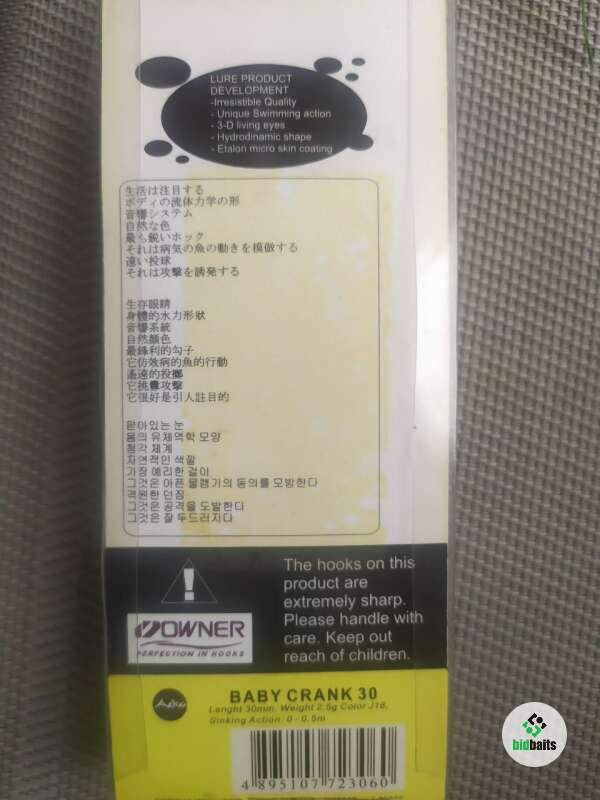 LURE PRODUCT
DEVELOPMENT
-Irresistible Quality
- Unique Swimming action
- 3-D living eyes
- Hydrodinamic shape
- Etalon micro skin coating
生活は注目する
ボディの流体力学の形
音響システム
自然な色
最も鋭いホック
それは病気の魚の動きを模倣する
遠い投球
それは攻撃を誘発する
生存眼睛
身體的水力形狀
音響系統
自然顏色
最鋒利的勾子
它仿效病的魚的行動
遙遠的投擲
它挑釁攻擊
它很好是引人註目的
맏아있는 눈
몸의 유체역학 모양
청각 체계
자연적인 색깔
가장 예리한 걸이
그것은 아픈 물갬기의 동의를 모방한다
격원한 던짐
그것은 공격을 도발한다
그것은 잘 두드러지다
The hooks on this
product are
extremely sharp.
Please handle with
care. Keep out
reach of children.
!
OWNER
PERFECTION IN HOOKS
BABY CRANK 30
Lenght 30mm. Weight 2.5g Color J16,
Sinking Action: 0 - 0.5m
4 895107 723060
bidbaits